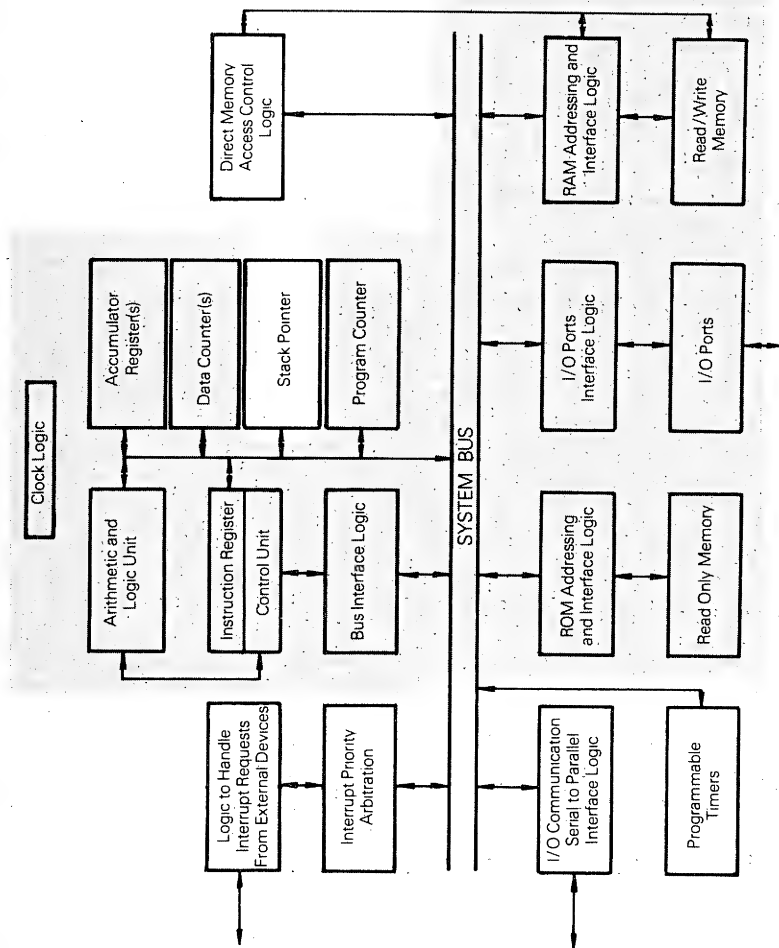 Clock Logic
Arithmetic and
Logic Unit
Accumulator
Register(s)
Data Counter(s)
Stack Pointer
Program Counter
Instruction Register
Control Unit
Bus Interface Logic
Logic to Handle
Interrupt Requests
From External Devices
Interrupt Priority
Arbitration
Direct Memory
Access Control
Logic
SYSTEM BUS
I/O Communication
Serial to Parallel
Interface Logic
Programmable
Timers
ROM Addressing
and Interface Logic
Read Only Memory
I/O Ports
Interface Logic
I/O Ports
RAM Addressing and
Interface Logic
Read/Write
Memory